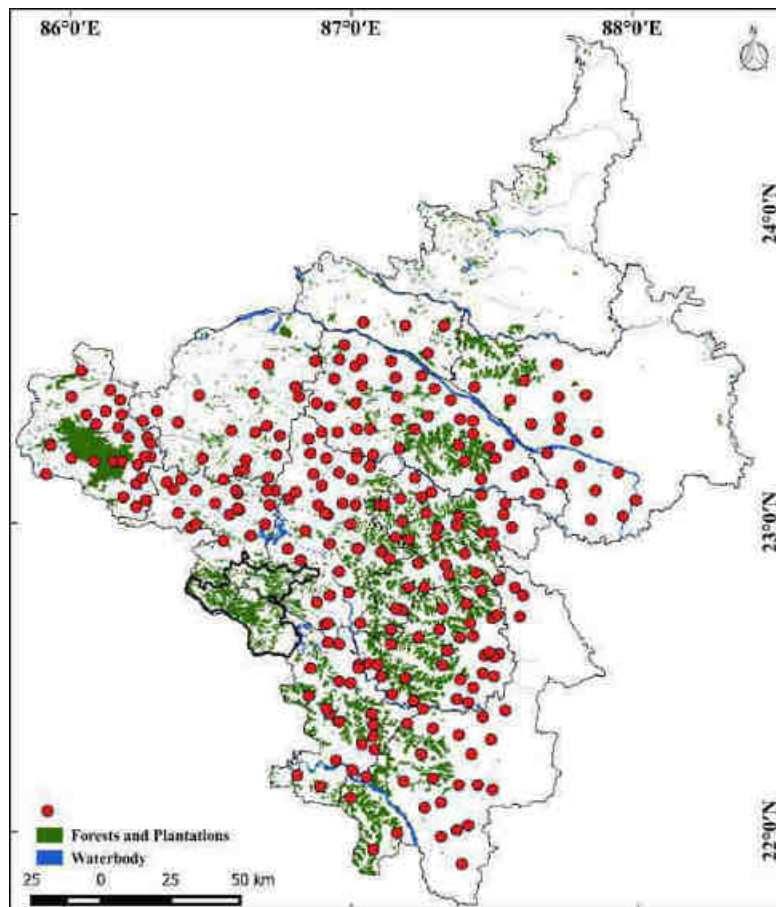 86°0′E 87°0′E 88°0′E
N
24°0′N
23°0′N
22°0′N
Forests and Plantations
Waterbody
25 0 25 50 km